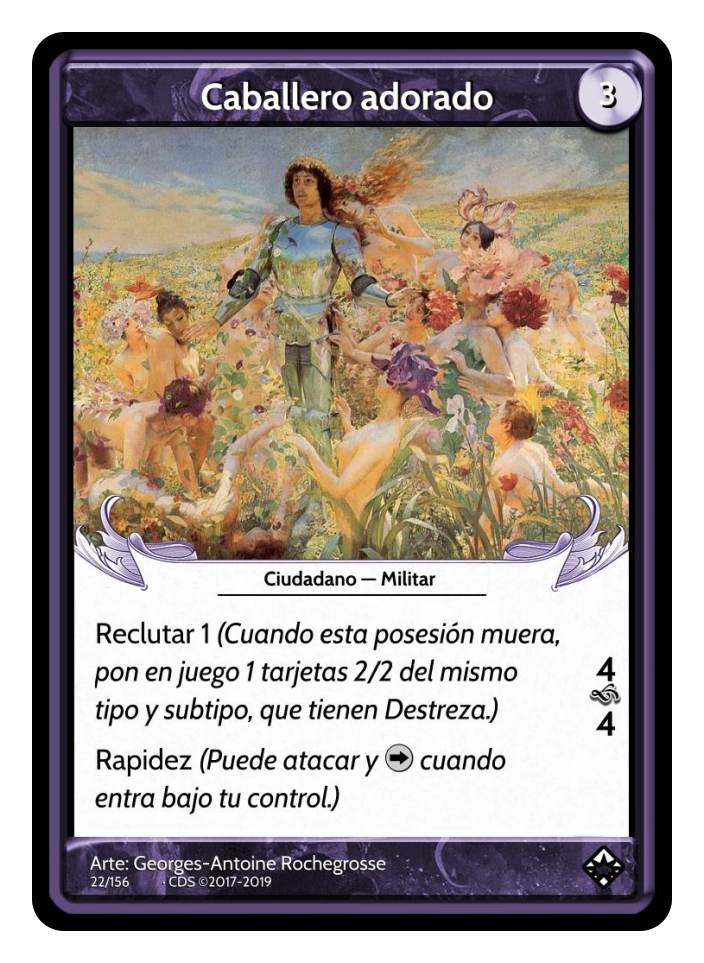 Caballero adorado
3
Ciudadano — Militar
Reclutar 1 (Cuando esta posesión muera,
pon en juego 1 tarjetas 2/2 del mismo
tipo y subtipo, que tienen Destreza.)
4
4
Rapidez (Puede atacar y ➡ cuando
entra bajo tu control.)
Arte: Georges-Antoine Rochegrosse
22/156 · CDS ©2017-2019